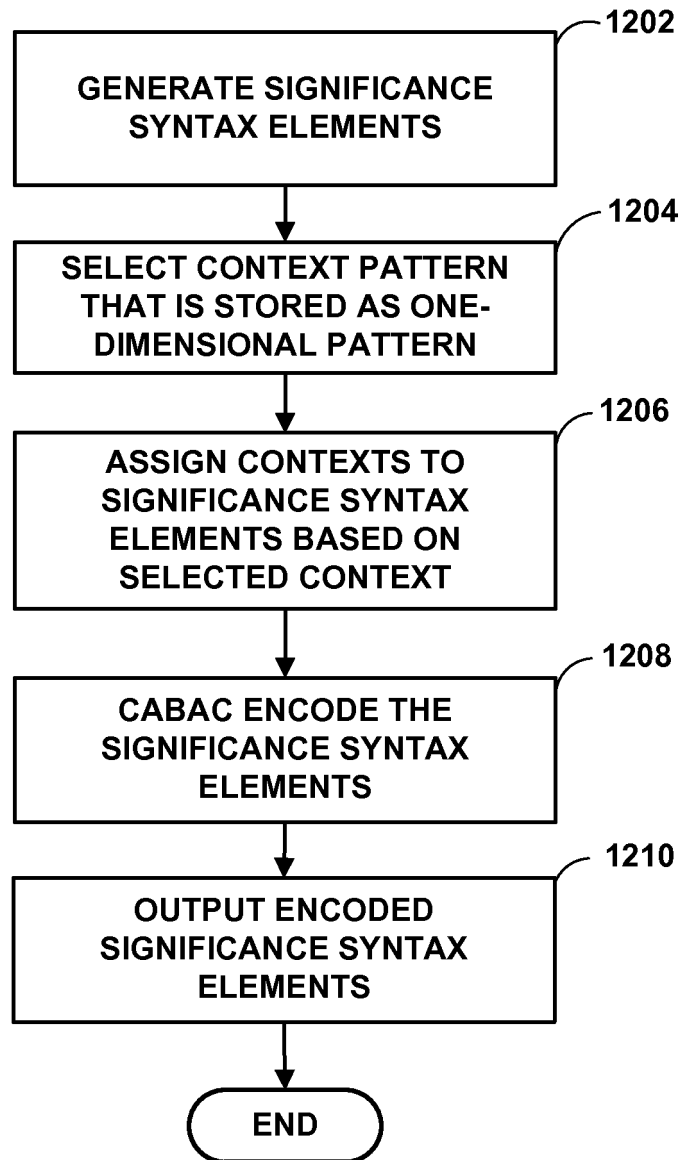 1202
GENERATE SIGNIFICANCE
SYNTAX ELEMENTS
1204
SELECT CONTEXT PATTERN
THAT IS STORED AS ONE-
DIMENSIONAL PATTERN
1206
ASSIGN CONTEXTS TO
SIGNIFICANCE SYNTAX
ELEMENTS BASED ON
SELECTED CONTEXT
1208
CABAC ENCODE THE
SIGNIFICANCE SYNTAX
ELEMENTS
1210
OUTPUT ENCODED
SIGNIFICANCE SYNTAX
ELEMENTS
END